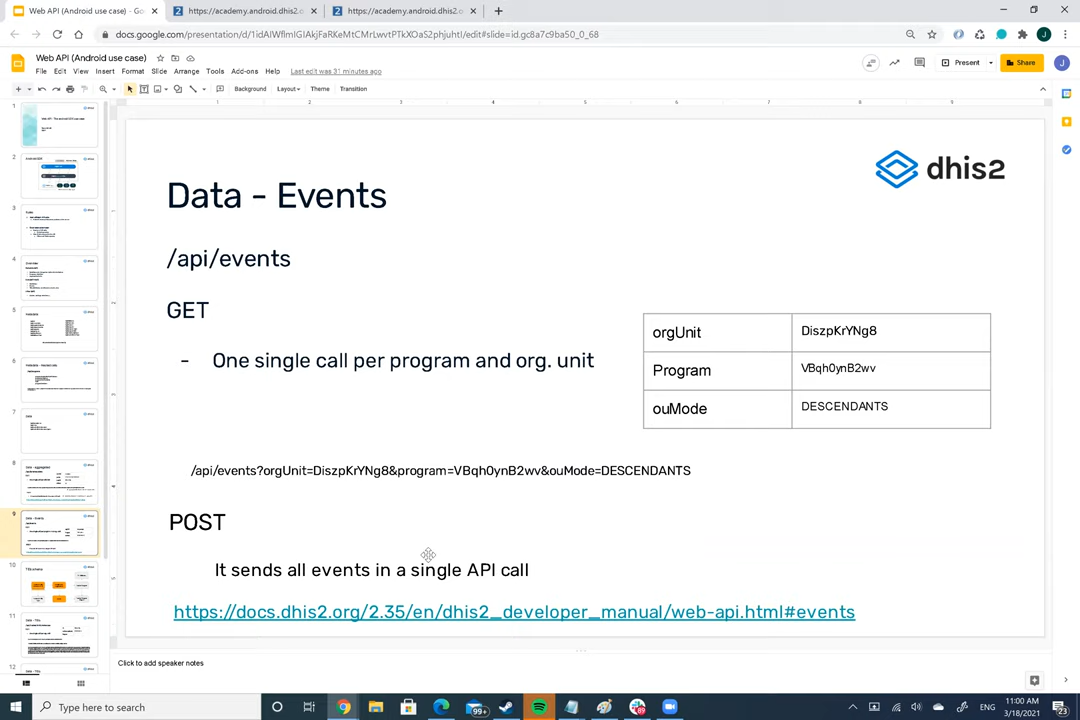 Web API (Android use case) - Go
https://academy.android.dhis2.o
https://academy.android.dhis2.o
docs.google.com/presentation/d/1idAIWflmIGlAkjFaRKeMtCMrLwvtPTkXOaS2phjuhtI/edit#slide=id.gc8a7c9ba50_0_68
Web API (Android use case)
File Edit View Insert Format Slide Arrange Tools Add-ons Help Last edit was 31 minutes ago
Present
Share
Background Layout Theme Transition
dhis2
Data - Events
/api/events
GET
- One single call per program and org. unit
orgUnit DiszpKrYNg8
Program VBqh0ynB2wv
ouMode DESCENDANTS
/api/events?orgUnit=DiszpKrYNg8&program=VBqh0ynB2wv&ouMode=DESCENDANTS
POST
It sends all events in a single API call
https://docs.dhis2.org/2.35/en/dhis2_developer_manual/web-api.html#events
Click to add speaker notes
Type here to search
ENG
11:00 AM
3/18/2021